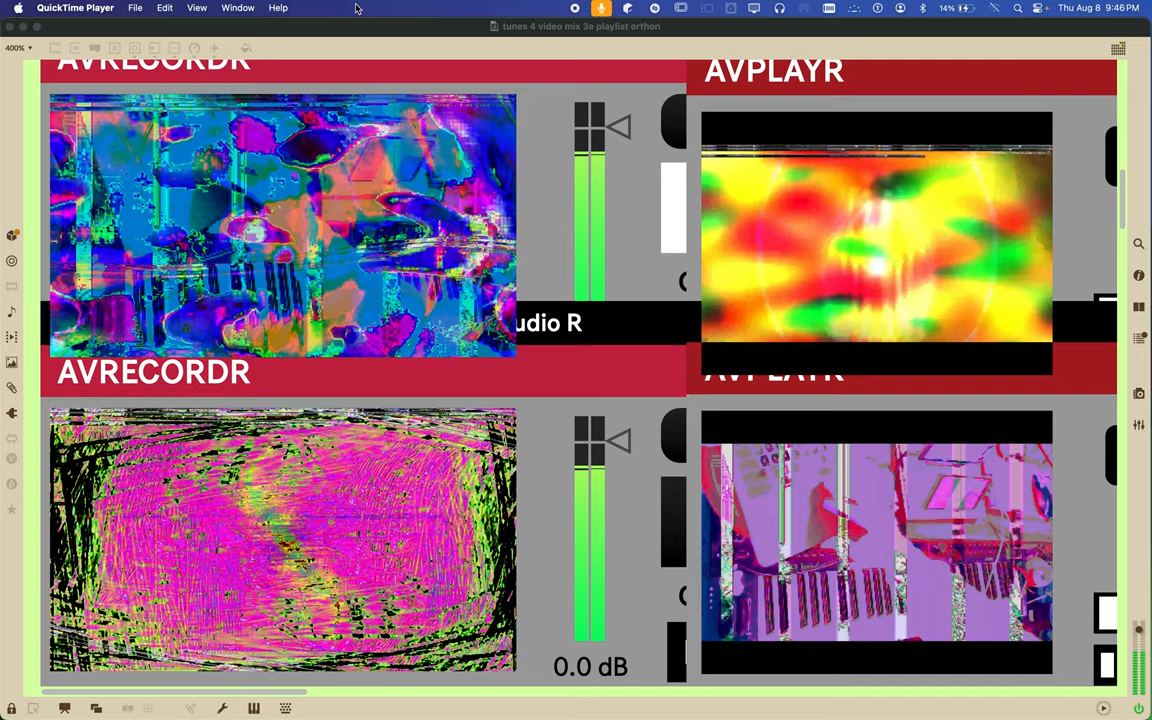 QuickTime Player File Edit View Window Help 14% Thu Aug 8 9:46 PM
tunes 4 video mix 3e playlist orthon
400%
AVRECORDR
AVPLAYR
udio R
AVRECORDR
AVPLAYR
0.0 dB